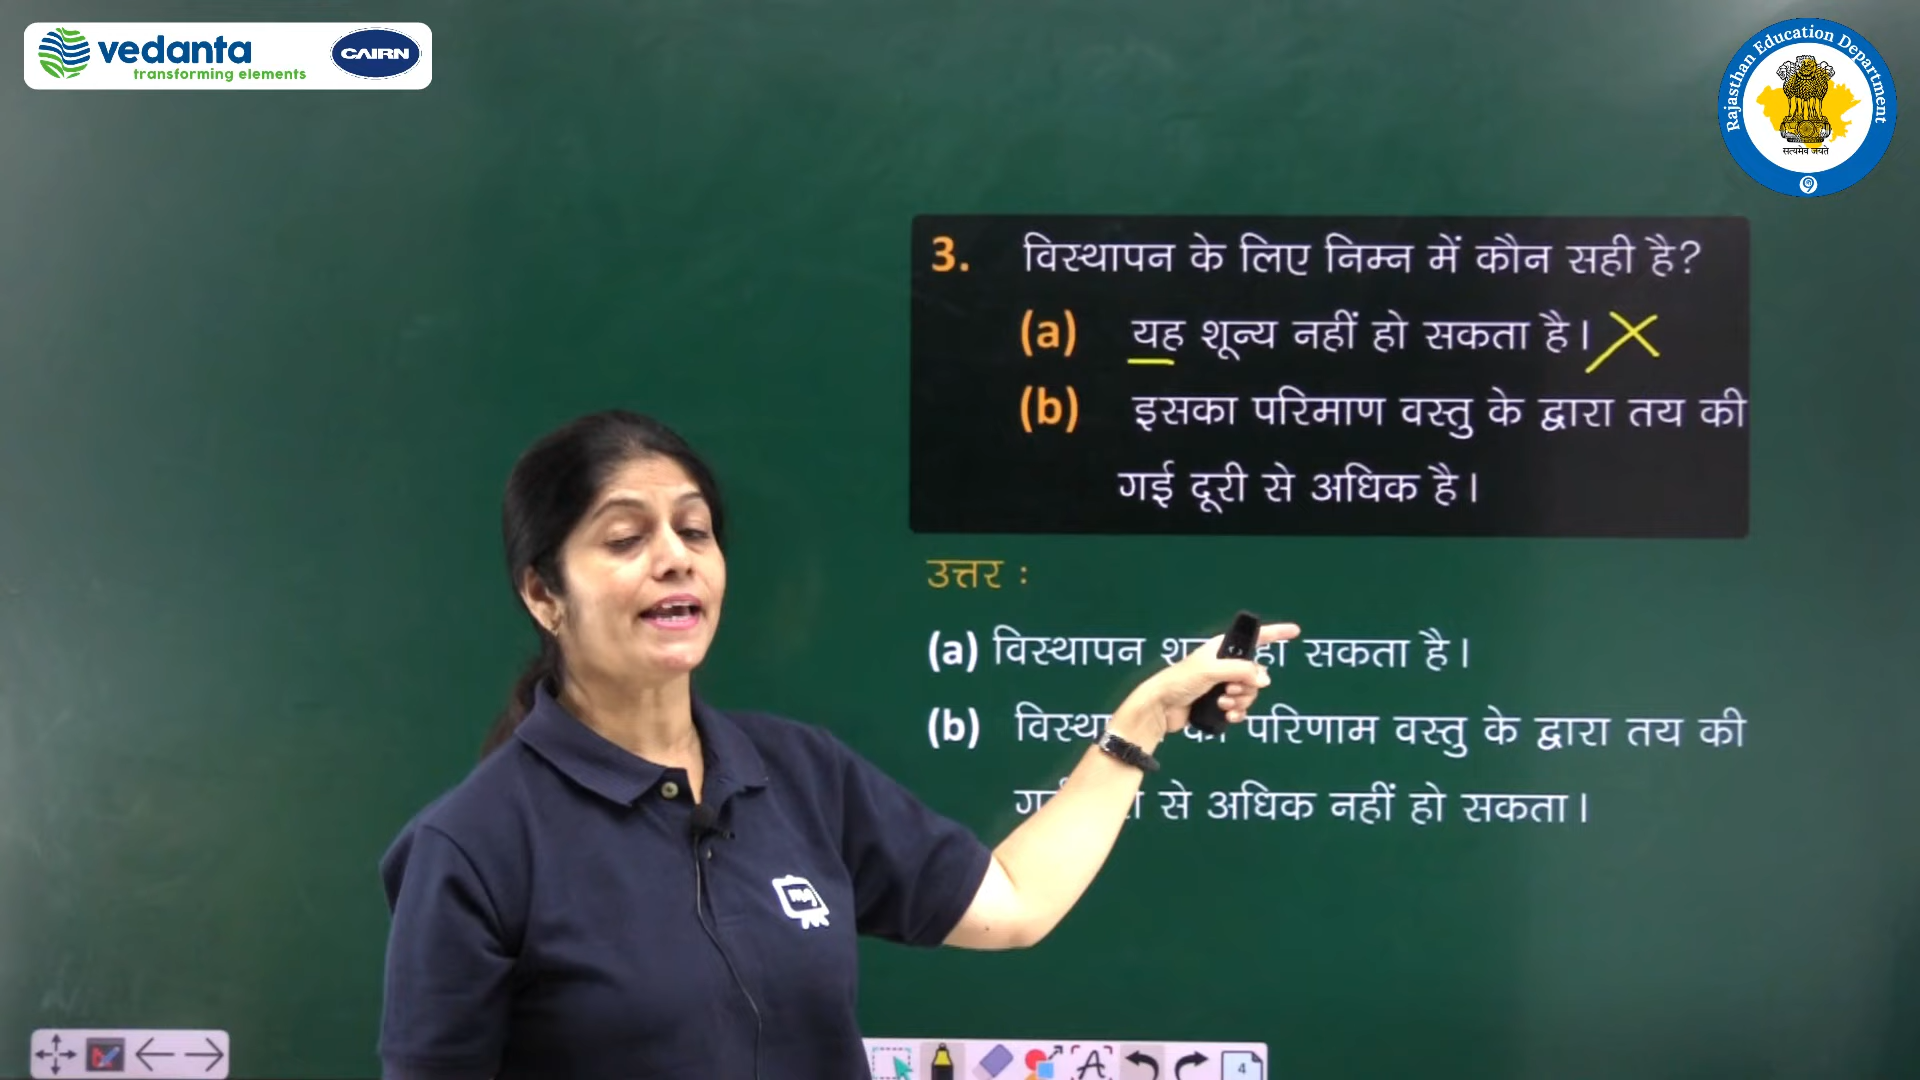 vedanta
transforming elements
CAIRN
Rajasthan Education Department
सत्यमेव जयते
3. विस्थापन के लिए निम्न में कौन सही है?
(a) यह शून्य नहीं हो सकता है।
(b) इसका परिमाण वस्तु के द्वारा तय की
गई दूरी से अधिक है।
उत्तर :
(a) विस्थापन हो सकता है।
(b) परिणाम वस्तु के द्वारा तय की
से अधिक नहीं हो सकता।
4